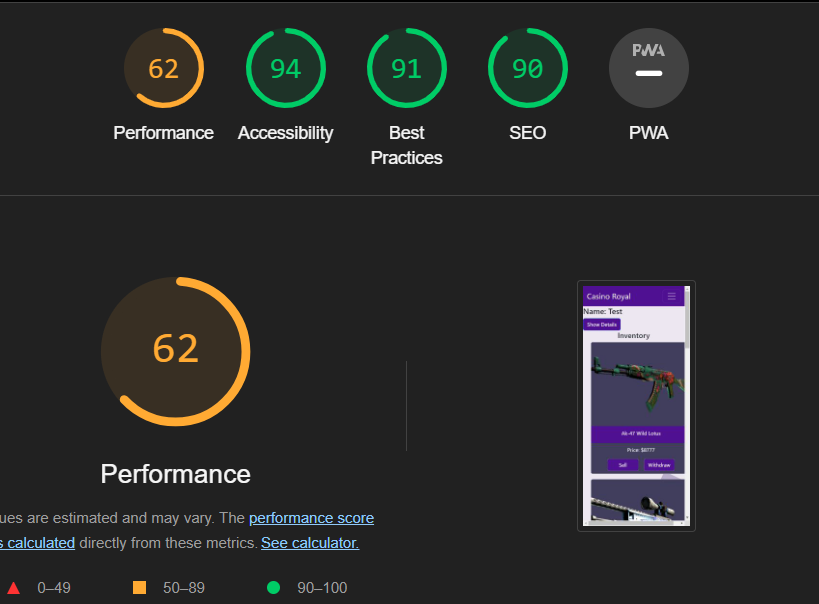 62
94
91
90
PWA
Performance
Accessibility
Best
Practices
SEO
PWA
62
Performance
ues are estimated and may vary. The performance score
s calculated directly from these metrics. See calculator.
0–49
50–89
90–100
Casino Royal
Name: Test
Show Details
Inventory
Ak-47 Wild Lotus
Price: $8777
Sell
Withdraw